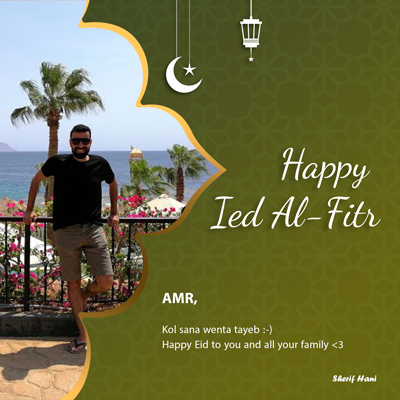 Happy
Ied Al-Fitr
AMR,
Kol sana wenta tayeb :-)
Happy Eid to you and all your family <3
Sherif Hani